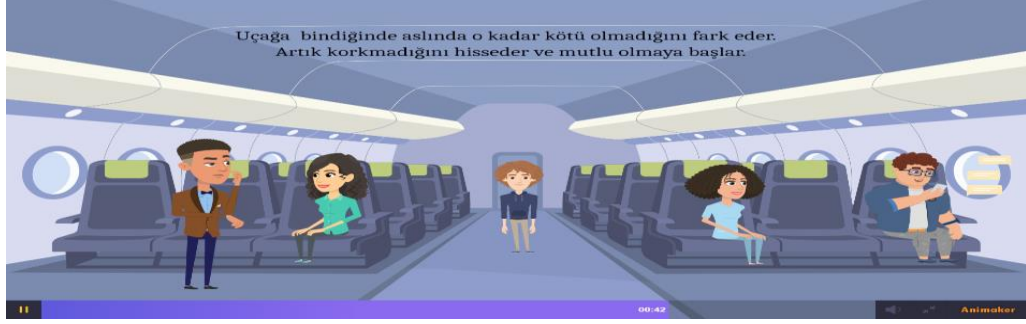 Uçağa bindiğinde aslında o kadar kötü olmadığını fark eder.
Artık korkmadığını hisseder ve mutlu olmaya başlar.
00:42
Animaker